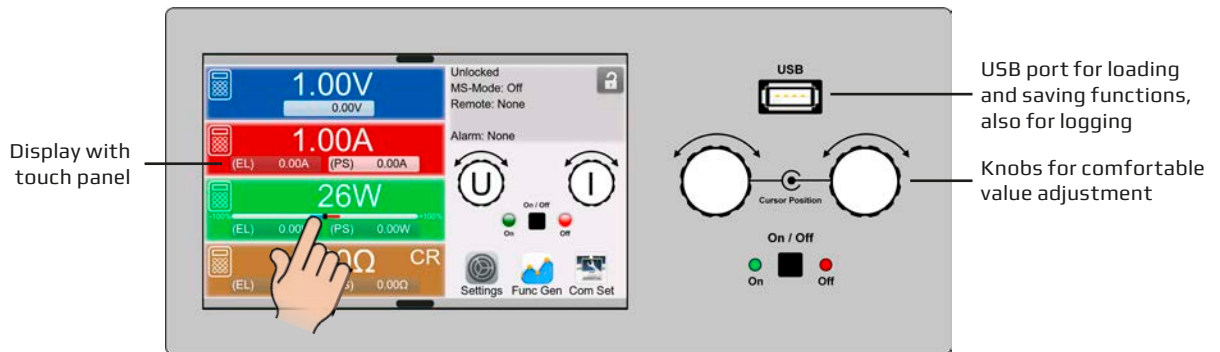 Display with
touch panel
1.00V
0.00V
1.00A
(EL) 0.00A (PS) 0.00A
26W
-100% +100%
(EL) (PS) 0.00W
Ω CR
(EL) 0.00Ω
Unlocked
MS-Mode: Off
Remote: None
Alarm: None
U I
On / Off
On Off
Settings Func Gen Com Set
USB
Cursor Position
On / Off
On Off
USB port for loading
and saving functions,
also for logging
Knobs for comfortable
value adjustment